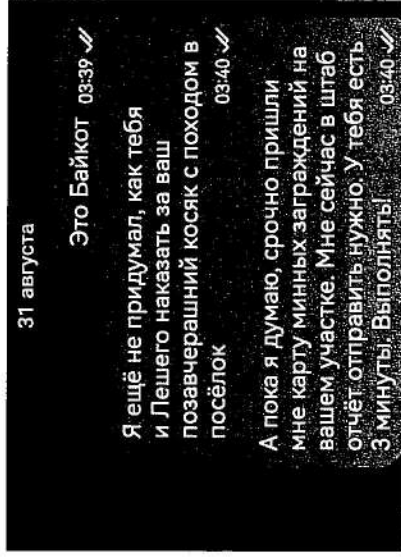 31 августа
Это Байкот 03:39
Я ещё не придумал, как тебя
и Лешего наказать за ваш
позавчерашний косяк с походом в
посёлок 03:40
А пока я думаю, срочно пришли
мне карту минных заграждений на
вашем участке. Мне сейчас в штаб
отчёт отправить нужно. У тебя есть
3 минуты. Выполнять! 03:40